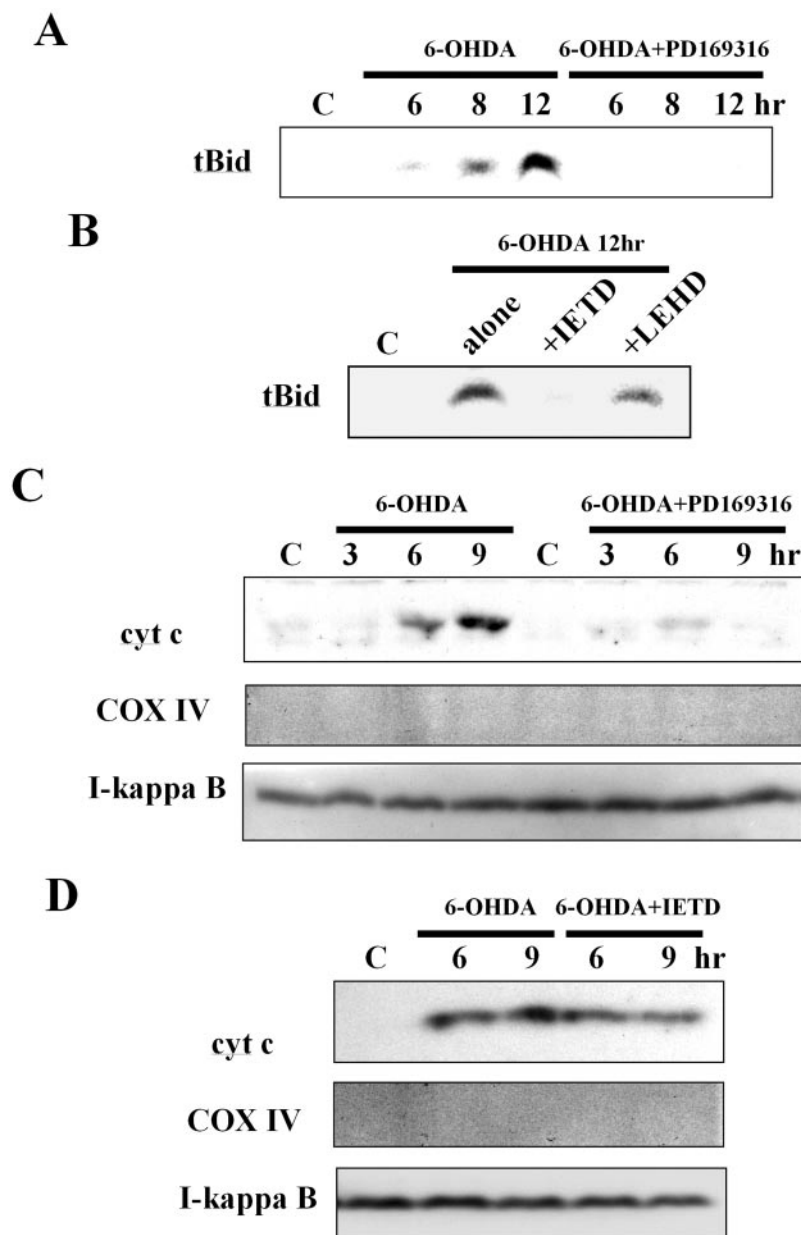 A
6-OHDA 6-OHDA+PD169316
C 6 8 12 6 8 12 hr
tBid
B
6-OHDA 12hr
C alone +IETD +LEHD
tBid
C
6-OHDA 6-OHDA+PD169316
C 3 6 9 C 3 6 9 hr
cyt c
COX IV
I-kappa B
D
6-OHDA 6-OHDA+IETD
C 6 9 6 9 hr
cyt c
COX IV
I-kappa B